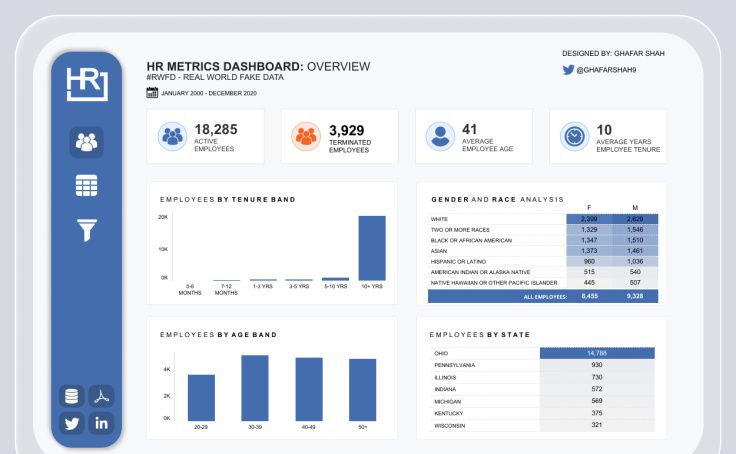 HR
HR METRICS DASHBOARD: OVERVIEW
#RWFD - REAL WORLD FAKE DATA
JANUARY 2000 - DECEMBER 2020
DESIGNED BY: GHAFAR SHAH
@GHAFARSHAH9
18,285
ACTIVE
EMPLOYEES
3,929
TERMINATED
EMPLOYEES
41
AVERAGE
EMPLOYEE AGE
10
AVERAGE YEARS
EMPLOYEE TENURE
EMPLOYEES BY TENURE BAND
20K
10K
0K
0-6 MONTHS
7-12 MONTHS
1-3 YRS
3-5 YRS
5-10 YRS
10+ YRS
GENDER AND RACE ANALYSIS
F M
WHITE 2,399 2,629
TWO OR MORE RACES 1,329 1,546
BLACK OR AFRICAN AMERICAN 1,347 1,510
ASIAN 1,373 1,461
HISPANIC OR LATINO 960 1,036
AMERICAN INDIAN OR ALASKA NATIVE 515 540
NATIVE HAWAIIAN OR OTHER PACIFIC ISLANDER 445 507
ALL EMPLOYEES: 8,455 9,328
EMPLOYEES BY AGE BAND
4K
2K
0K
20-29 30-39 40-49 50+
EMPLOYEES BY STATE
OHIO 14,788
PENNSYLVANIA 930
ILLINOIS 730
INDIANA 572
MICHIGAN 569
KENTUCKY 375
WISCONSIN 321
in